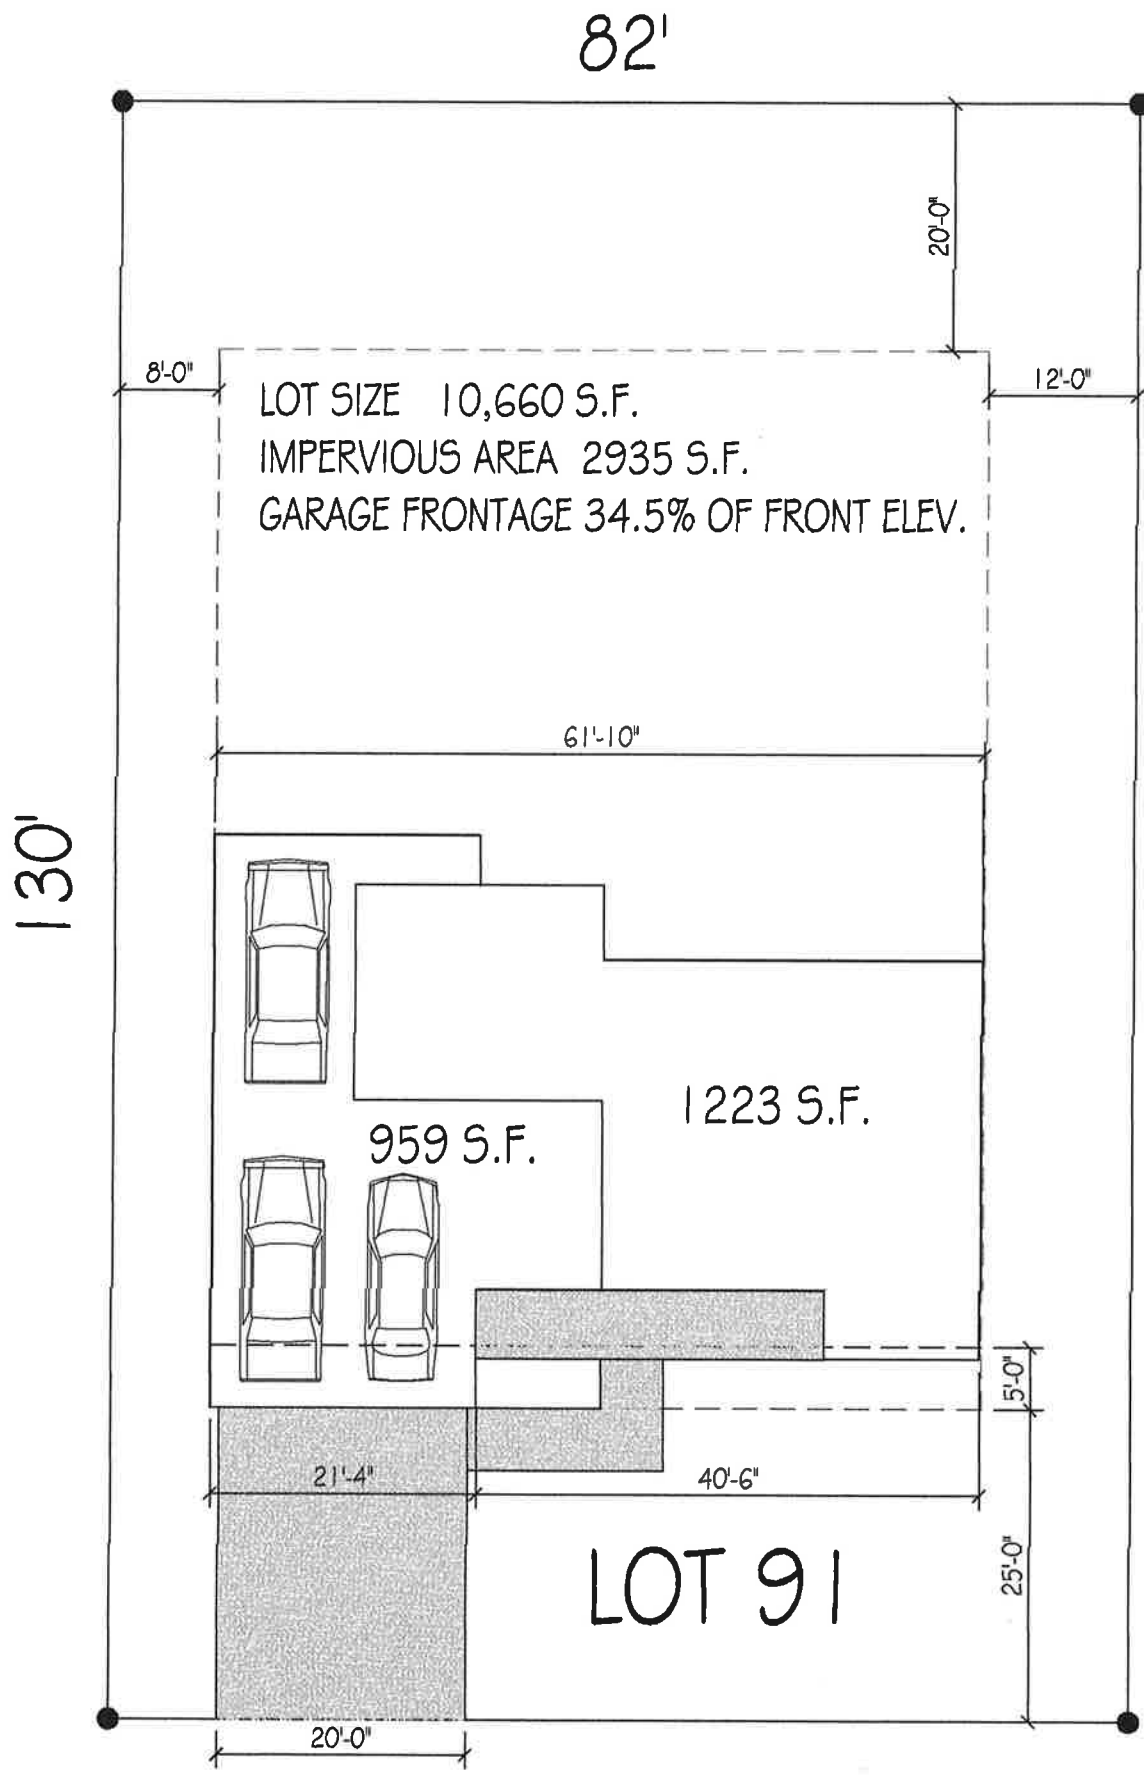 82'
20'-0"
8'-0"
12'-0"
LOT SIZE 10,660 S.F.
IMPERVIOUS AREA 2935 S.F.
GARAGE FRONTAGE 34.5% OF FRONT ELEV.
61'-10"
130'
1223 S.F.
959 S.F.
5'-0"
21'-4"
40'-6"
LOT 91
25'-0"
20'-0"